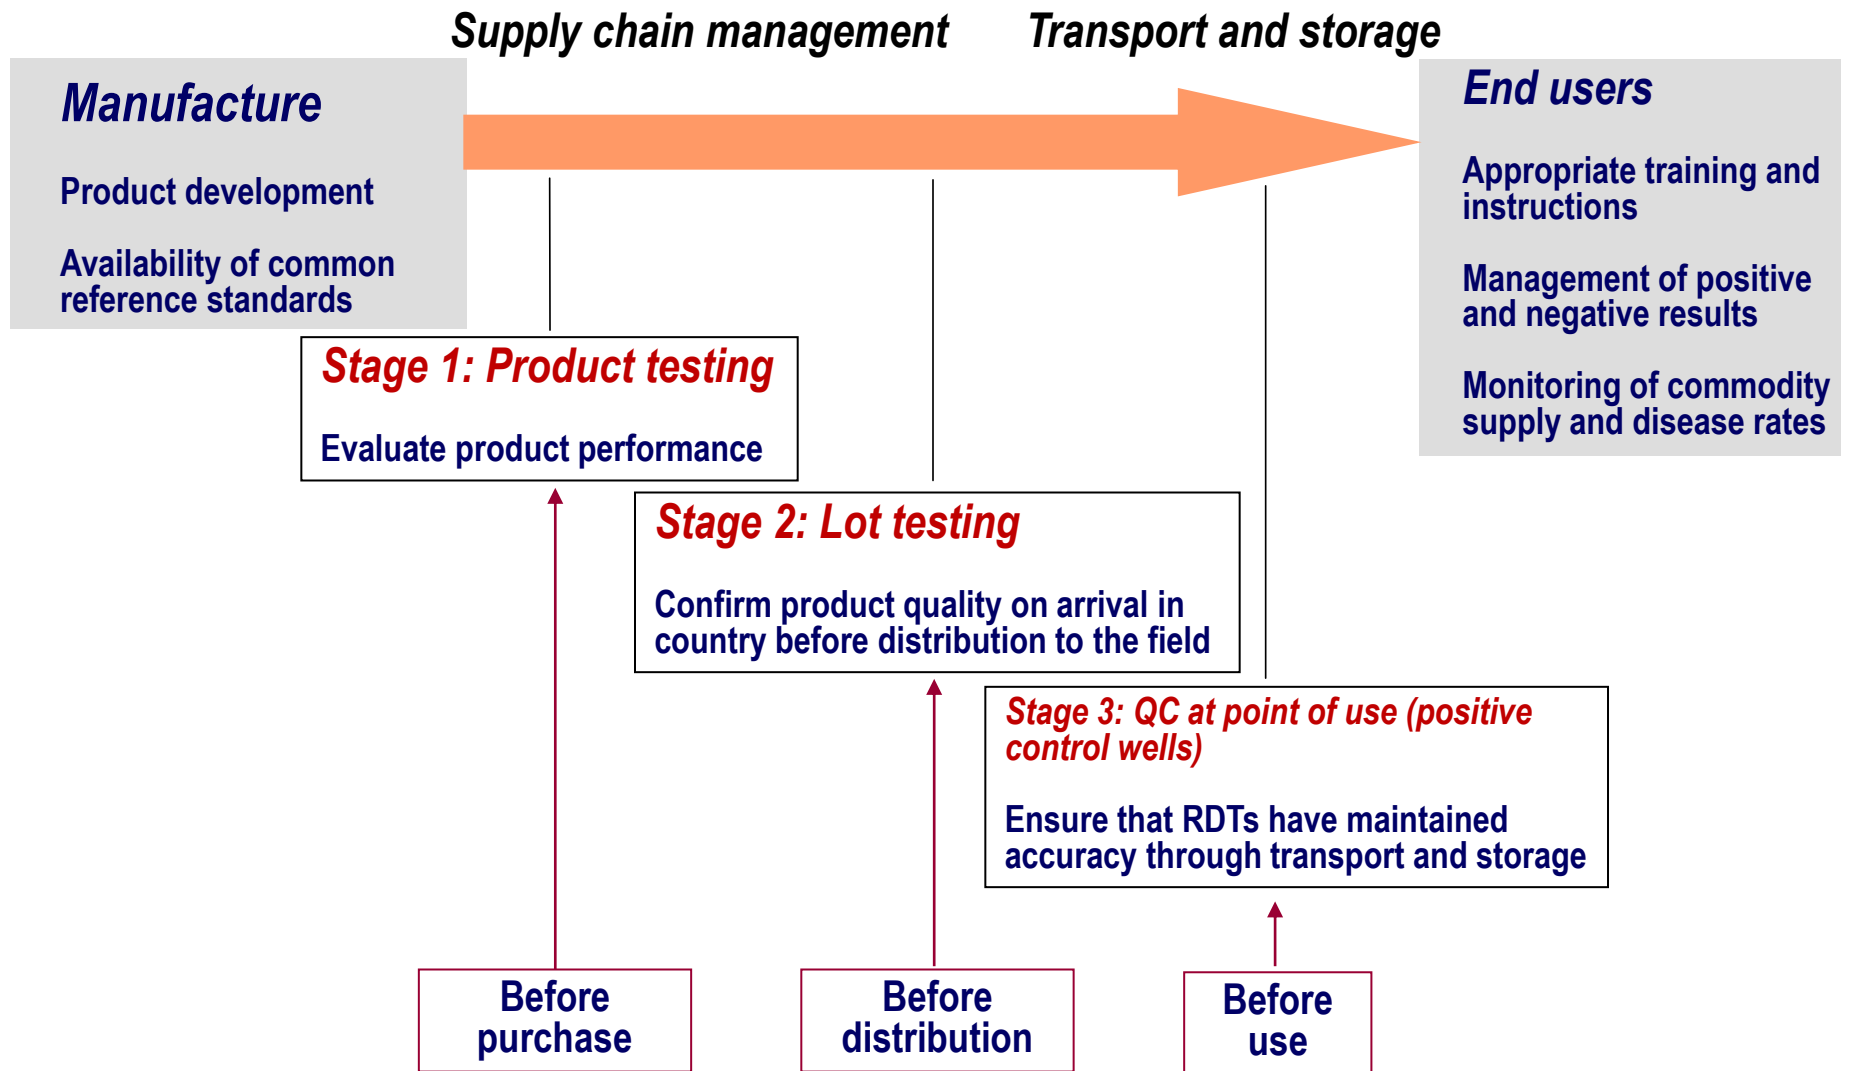 Supply chain management
Transport and storage
Manufacture
Product development
Availability of common
reference standards
End users
Appropriate training and
instructions
Management of positive
and negative results
Monitoring of commodity
supply and disease rates
Stage 1: Product testing
Evaluate product performance
Stage 2: Lot testing
Confirm product quality on arrival in
country before distribution to the field
Stage 3: QC at point of use (positive
control wells)
Ensure that RDTs have maintained
accuracy through transport and storage
Before
purchase
Before
distribution
Before
use